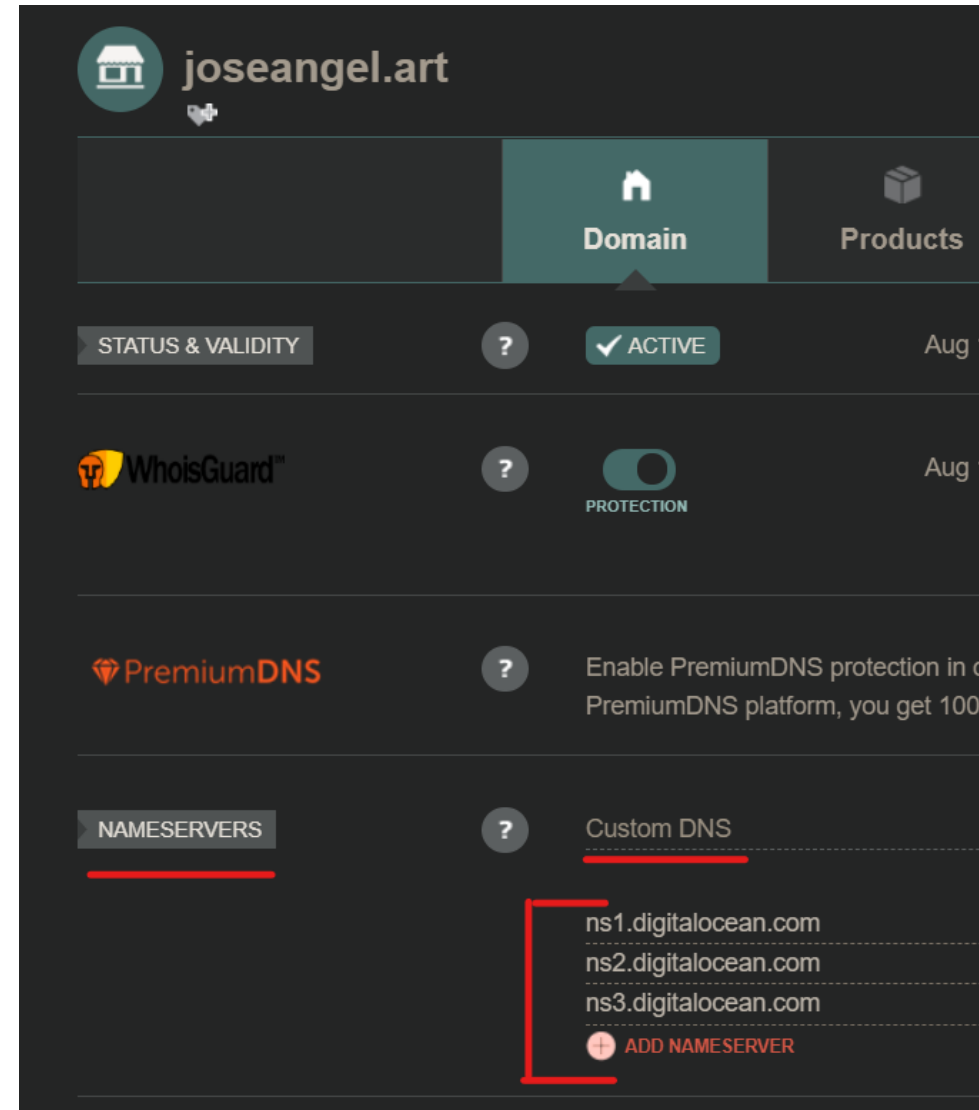 joseangel.art
Domain
Products
STATUS & VALIDITY
?
ACTIVE
Aug
WhoisGuard™
?
PROTECTION
Aug
PremiumDNS
?
Enable PremiumDNS protection in
PremiumDNS platform, you get 100
NAMESERVERS
?
Custom DNS
ns1.digitalocean.com
ns2.digitalocean.com
ns3.digitalocean.com
ADD NAMESERVER